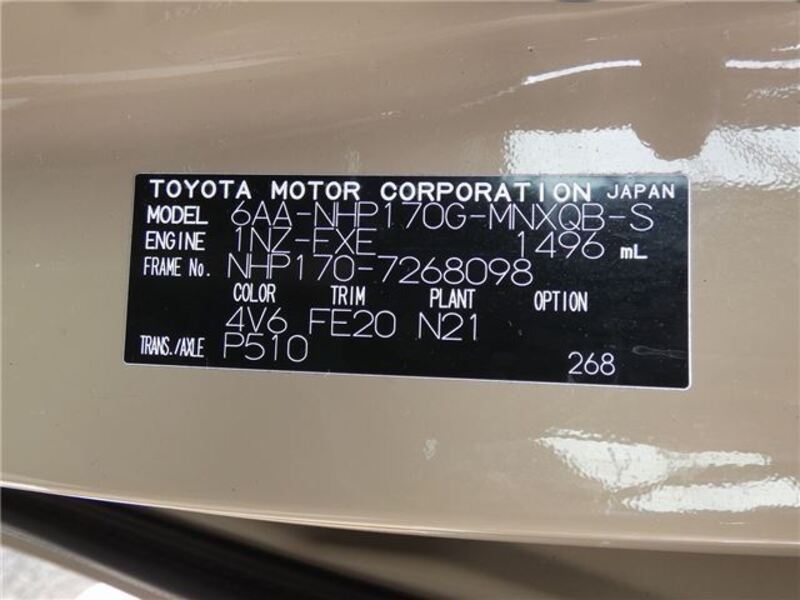 TOYOTA MOTOR CORPORATION JAPAN
MODEL 6AA-NHP170G-MNXQB-S
ENGINE 1NZ-FXE 1496 mL
FRAME No. NHP170-7268098
COLOR TRIM PLANT OPTION
4V6 FE20 N21
TRANS./AXLE P510 268